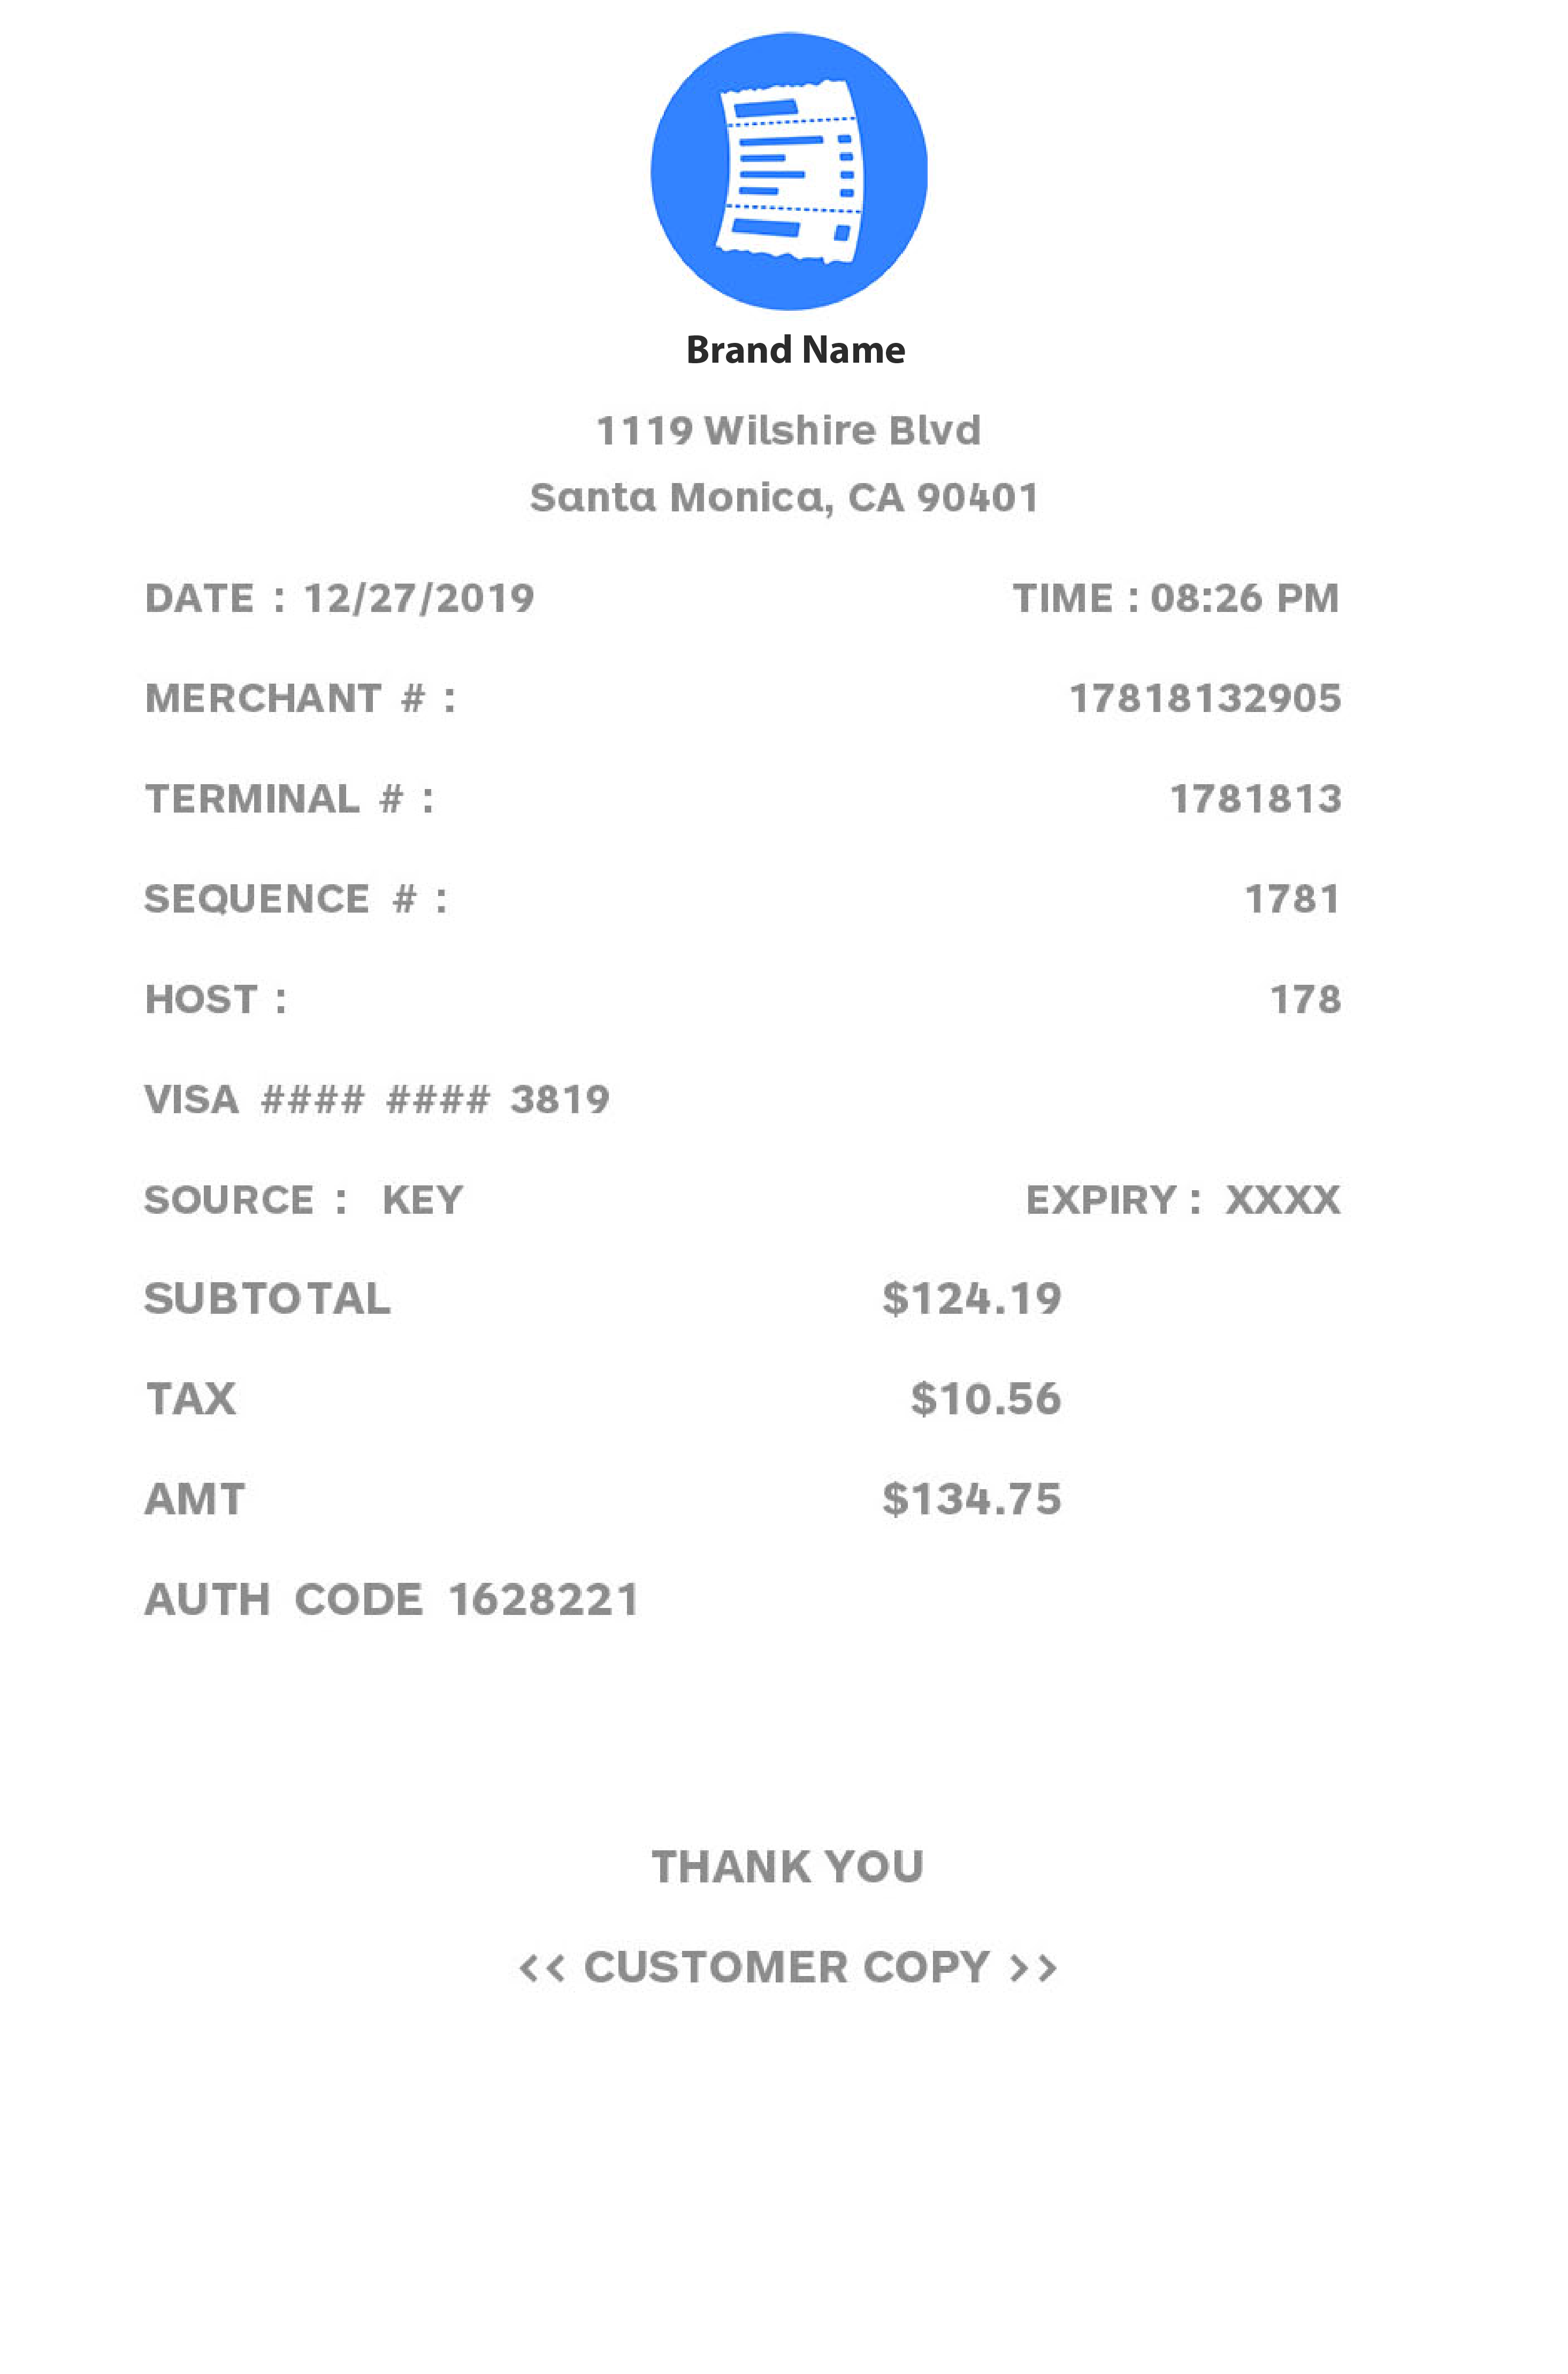 Brand Name
1119 Wilshire Blvd
Santa Monica, CA 90401
DATE : 12/27/2019 TIME : 08:26 PM
MERCHANT # : 17818132905
TERMINAL # : 1781813
SEQUENCE # : 1781
HOST : 178
VISA #### #### 3819
SOURCE : KEY EXPIRY : XXXX
SUBTOTAL $124.19
TAX $10.56
AMT $134.75
AUTH CODE 1628221
THANK YOU
<< CUSTOMER COPY >>